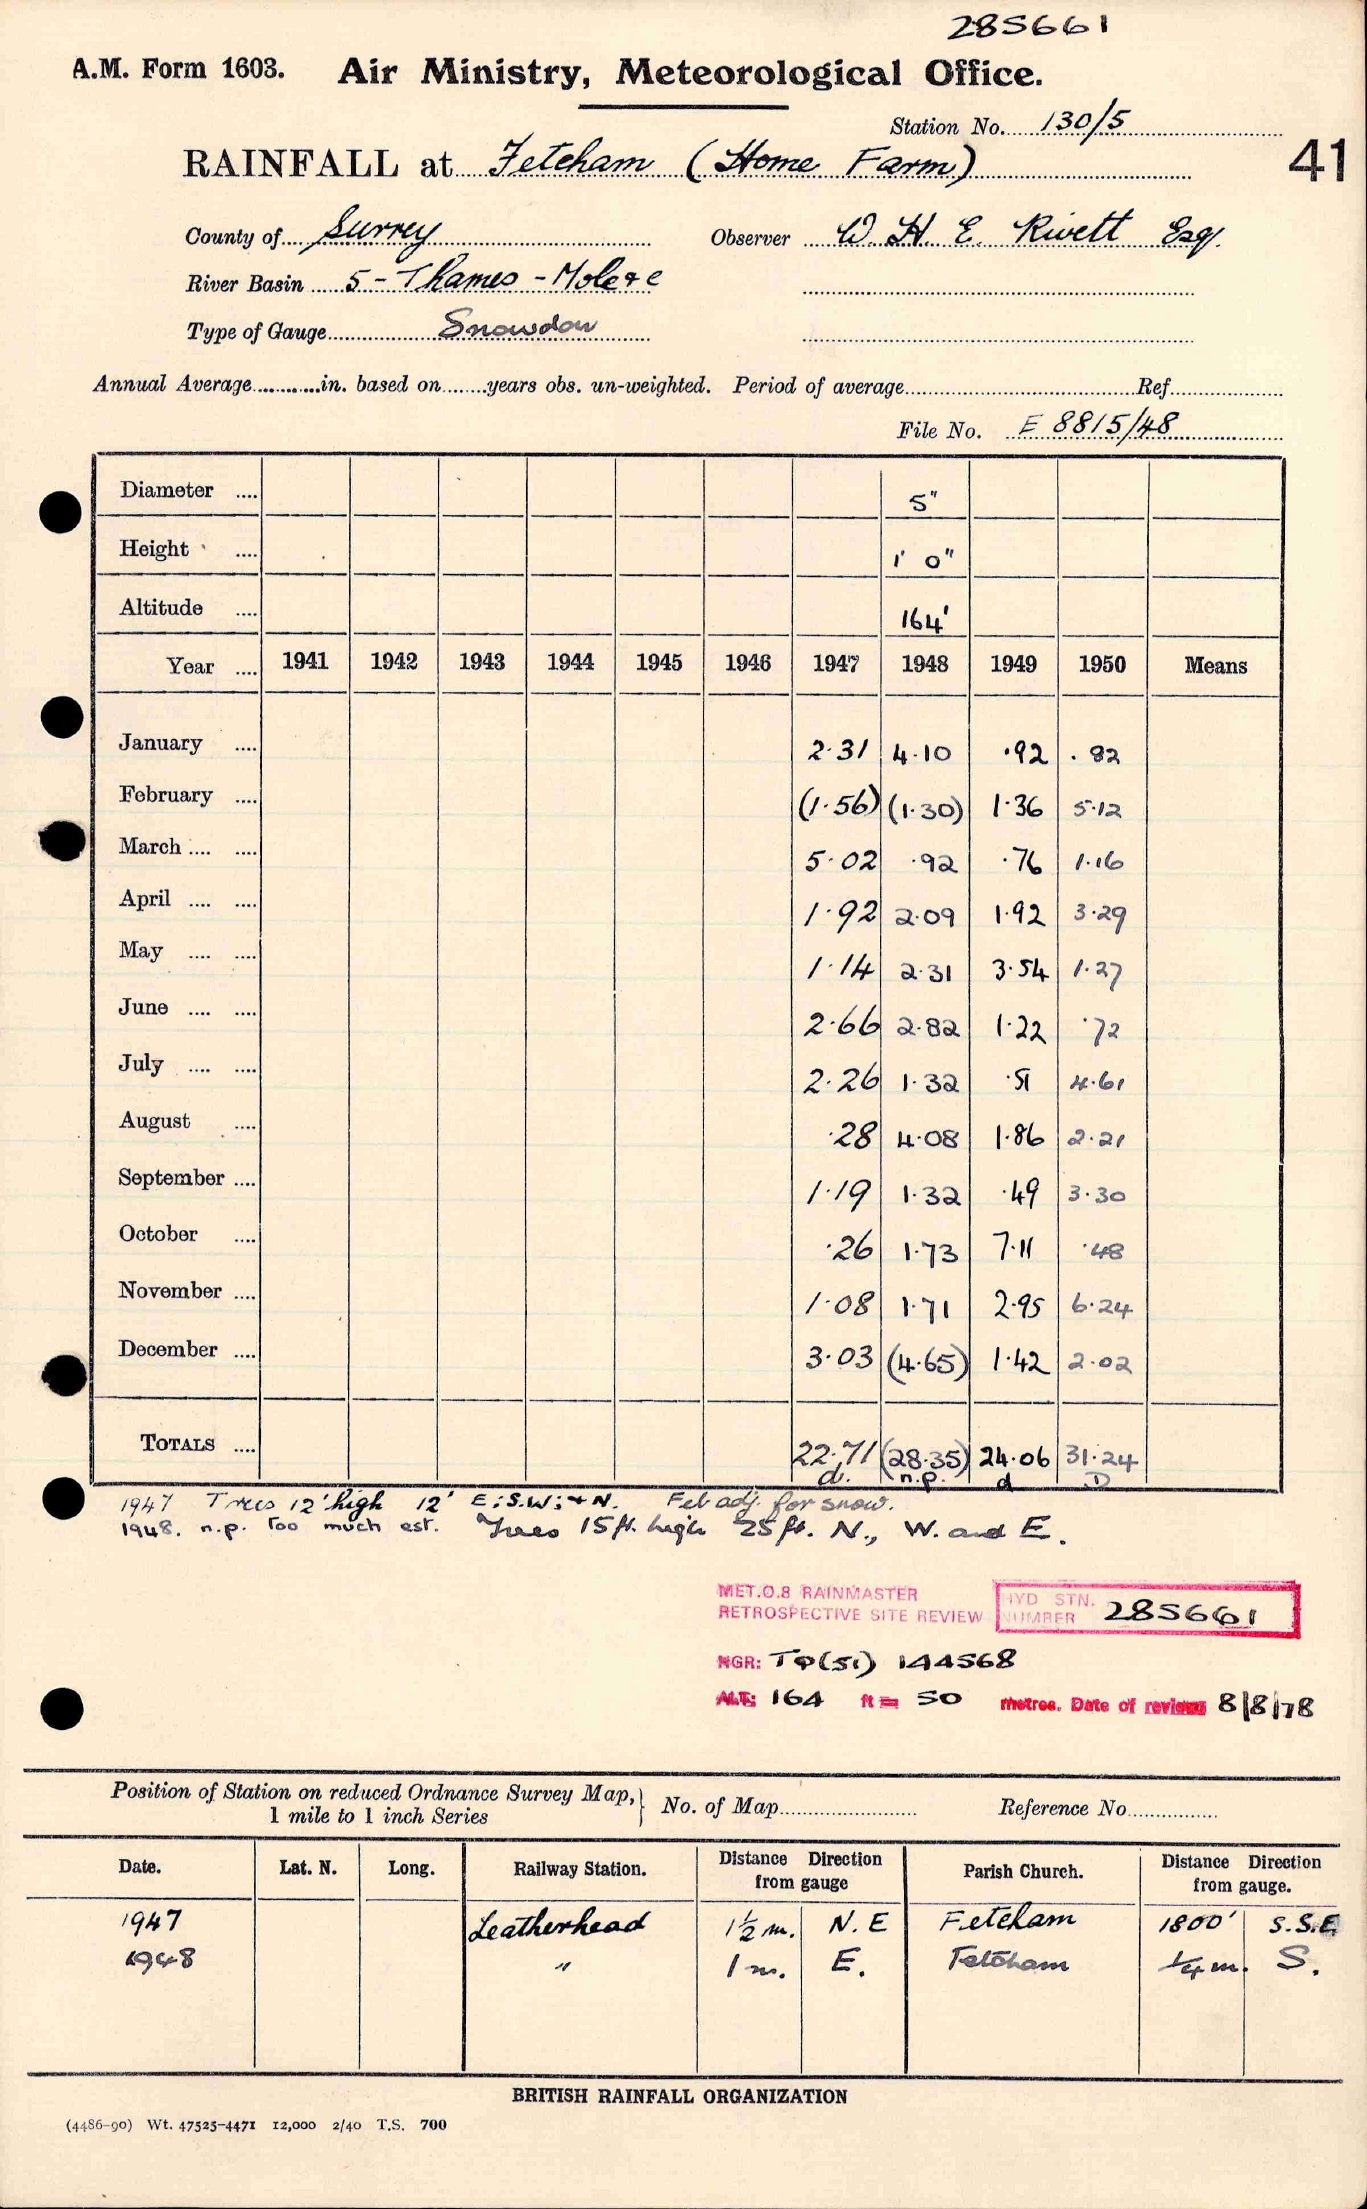 285661
A.M. Form 1603. Air Ministry, Meteorological Office.
Station No. 130/5
41
RAINFALL at Fetcham (Home Farm)
County of Surrey Observer W. H. E. Rivett Esq.
River Basin 5 - Thames - Mole & c
Type of Gauge Snowdon
Annual Average in. based on years obs. un-weighted. Period of average Ref.
File No. E 8815/48
Diameter .... 5"
Height .... 1' 0"
Altitude .... 164'
Year .... 1941 1942 1943 1944 1945 1946 1947 1948 1949 1950 Means
January .... 2.31 4.10 .92 .82
February .... (1.56) (1.30) 1.36 5.12
March .... .... 5.02 .92 .76 1.16
April .... .... 1.92 2.09 1.92 3.29
May .... .... 1.14 2.31 3.54 1.27
June .... .... 2.66 2.82 1.22 .72
July .... .... 2.26 1.32 .51 4.61
August .... .28 4.08 1.86 2.21
September .... 1.19 1.32 .49 3.30
October .... .26 1.73 7.11 .48
November .... 1.08 1.71 2.95 6.24
December .... 3.03 (4.65) 1.42 2.02
TOTALS .... 22.71 (28.35) 24.06 31.24
d. n.p. d D
1947 Trees 12' high 12' E; S.W; & N. Feb adj. for snow.
1948. n.p. Too much est. Trees 15 ft. high 25 ft. N., W. and E.
MET.O.8 RAINMASTER
RETROSPECTIVE SITE REVIEW
HYD STN. NUMBER 285661
NGR: TQ(51) 144568
ALT: 164 ft = 50 metres. Date of review 8/8/78
Position of Station on reduced Ordnance Survey Map, 1 mile to 1 inch Series
No. of Map Reference No.
Date. Lat. N. Long. Railway Station. Distance Direction from gauge Parish Church. Distance Direction from gauge.
1947 Leatherhead 1½ m. N.E Fetcham 1800' S.S.E
1948 " 1 m. E. Fetcham ¼ m. S.
BRITISH RAINFALL ORGANIZATION
(4486-90) Wt. 47525-4471 12,000 2/40 T.S. 700